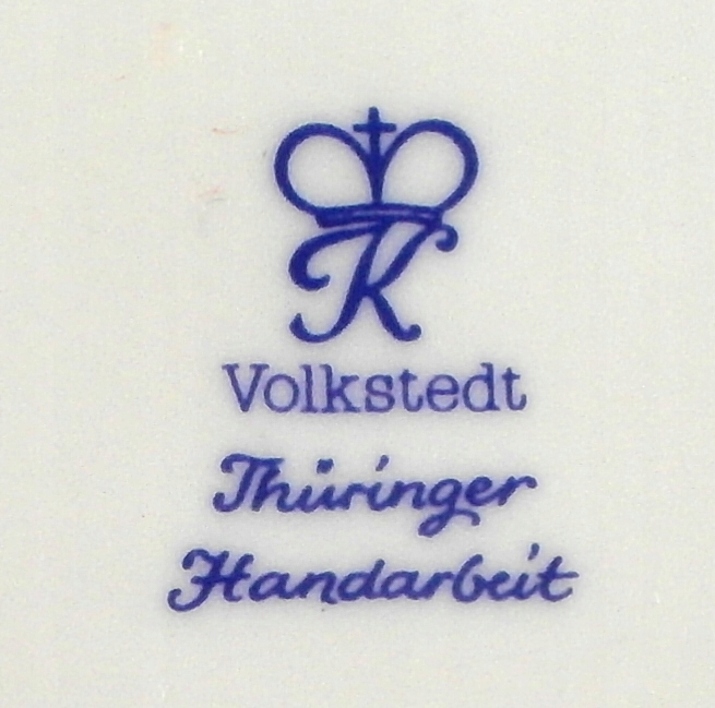 K
Volkstedt
Thüringer
Handarbeit